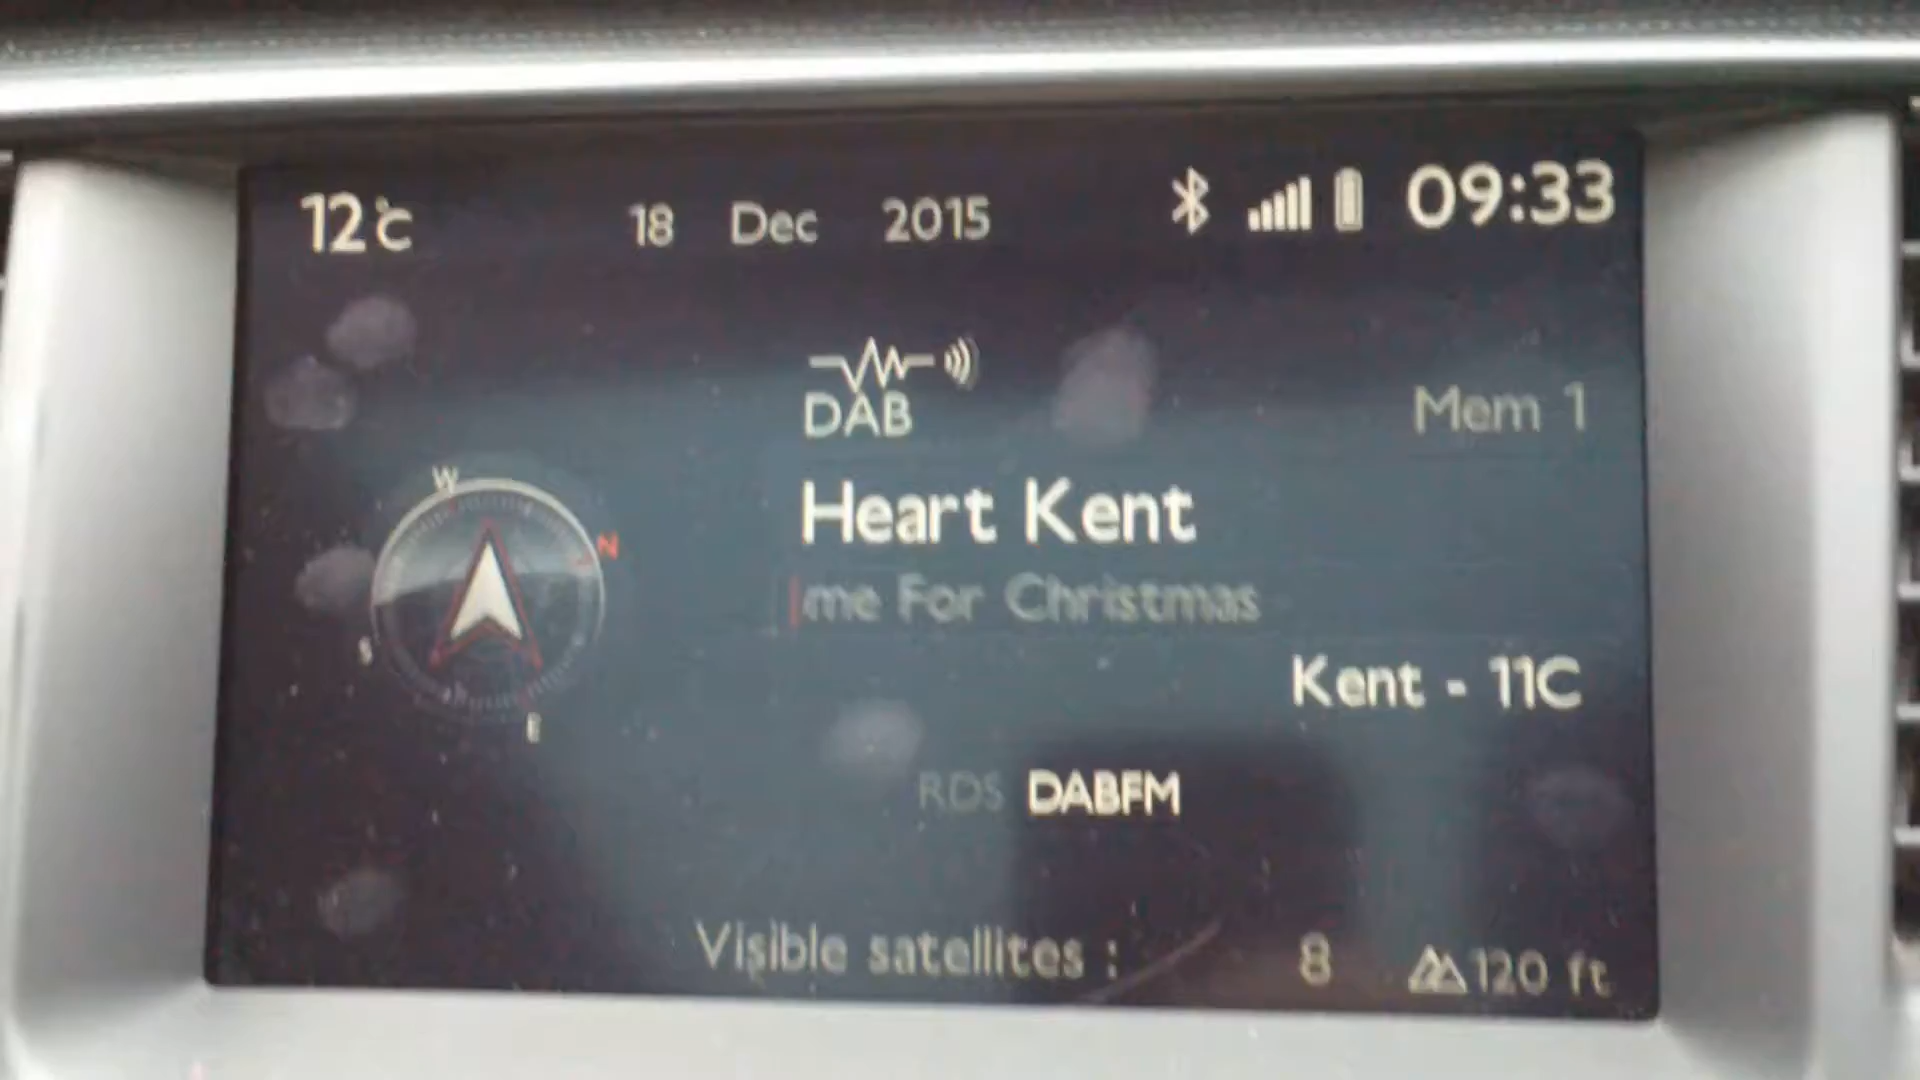 12°C 18 Dec 2015 09:33
DAB
Mem 1
Heart Kent
me For Christmas
Kent - 11C
W
N
S
E
RDS DABFM
Visible satellites : 8 120 ft